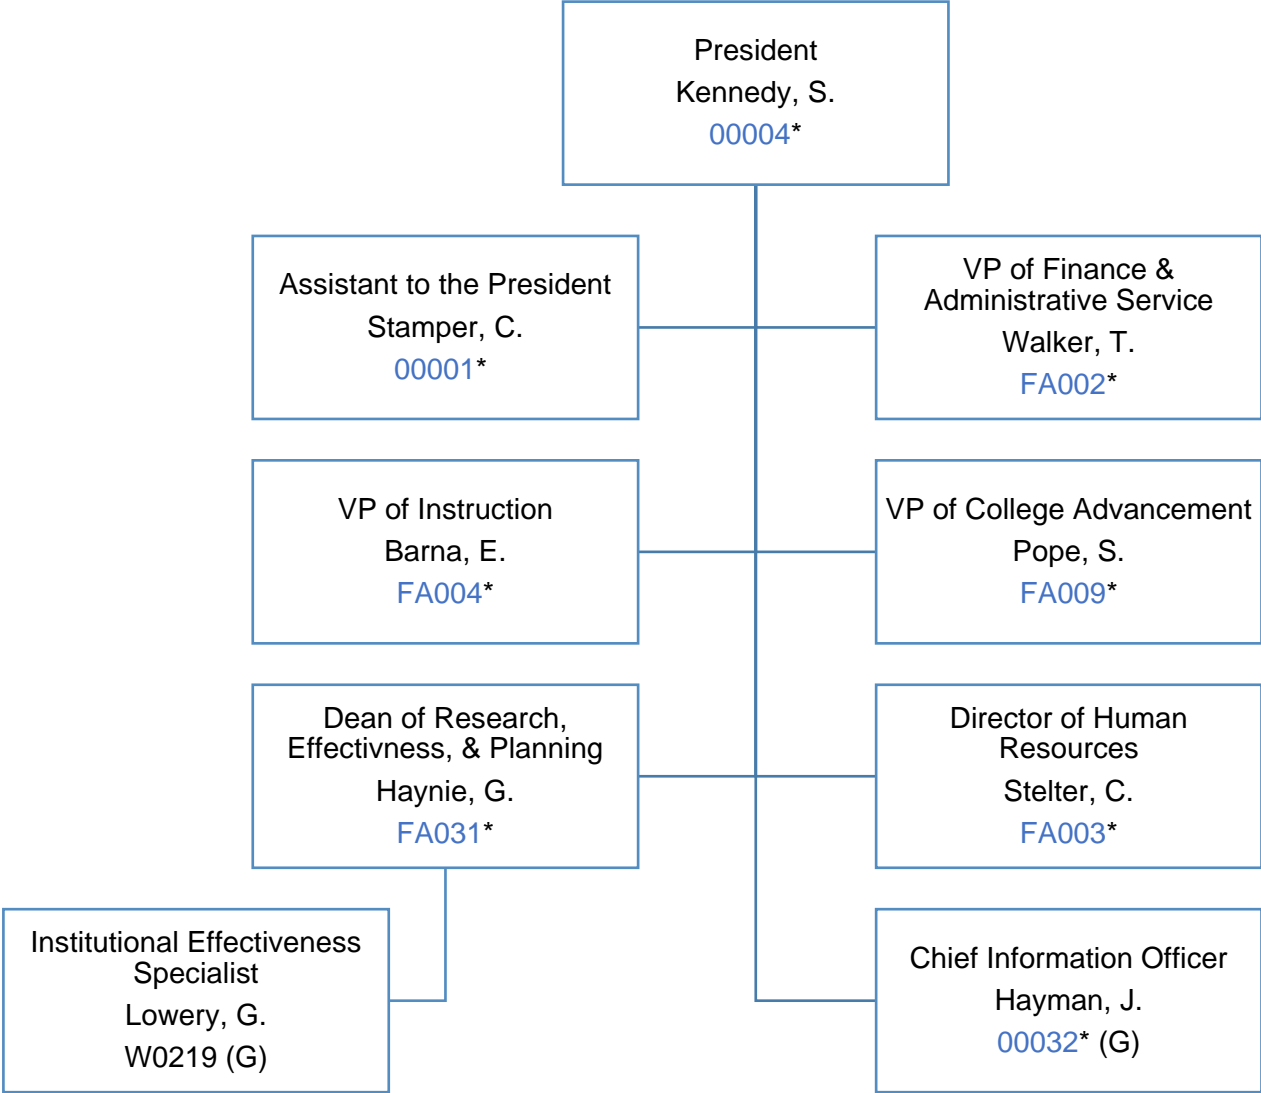 President
Kennedy, S.
00004*
Assistant to the President
Stamper, C.
00001*
VP of Finance &
Administrative Service
Walker, T.
FA002*
VP of Instruction
Barna, E.
FA004*
VP of College Advancement
Pope, S.
FA009*
Dean of Research,
Effectivness, & Planning
Haynie, G.
FA031*
Director of Human
Resources
Stelter, C.
FA003*
Institutional Effectiveness
Specialist
Lowery, G.
W0219 (G)
Chief Information Officer
Hayman, J.
00032* (G)